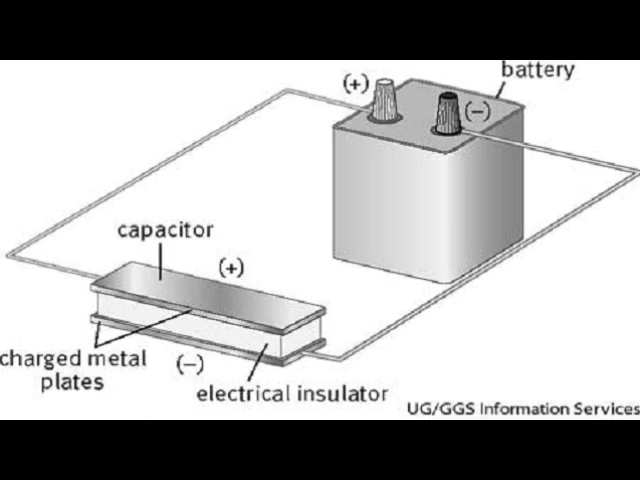 battery
(+)
(–)
capacitor
(+)
charged metal
plates
(–)
electrical insulator
UG/GGS Information Services